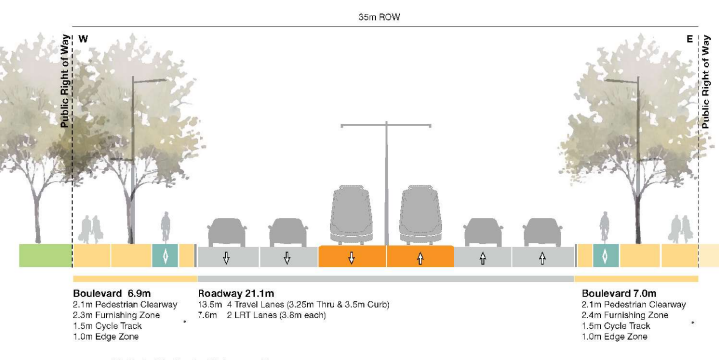 35m ROW
W
E
Public Right of Way
Public Right of Way
Boulevard 6.9m
2.1m Pedestrian Clearway
2.3m Furnishing Zone
1.5m Cycle Track *
1.0m Edge Zone
Roadway 21.1m
13.5m 4 Travel Lanes (3.25m Thru & 3.5m Curb)
7.6m 2 LRT Lanes (3.8m each)
Boulevard 7.0m
2.1m Pedestrian Clearway
2.4m Furnishing Zone
1.5m Cycle Track *
1.0m Edge Zone